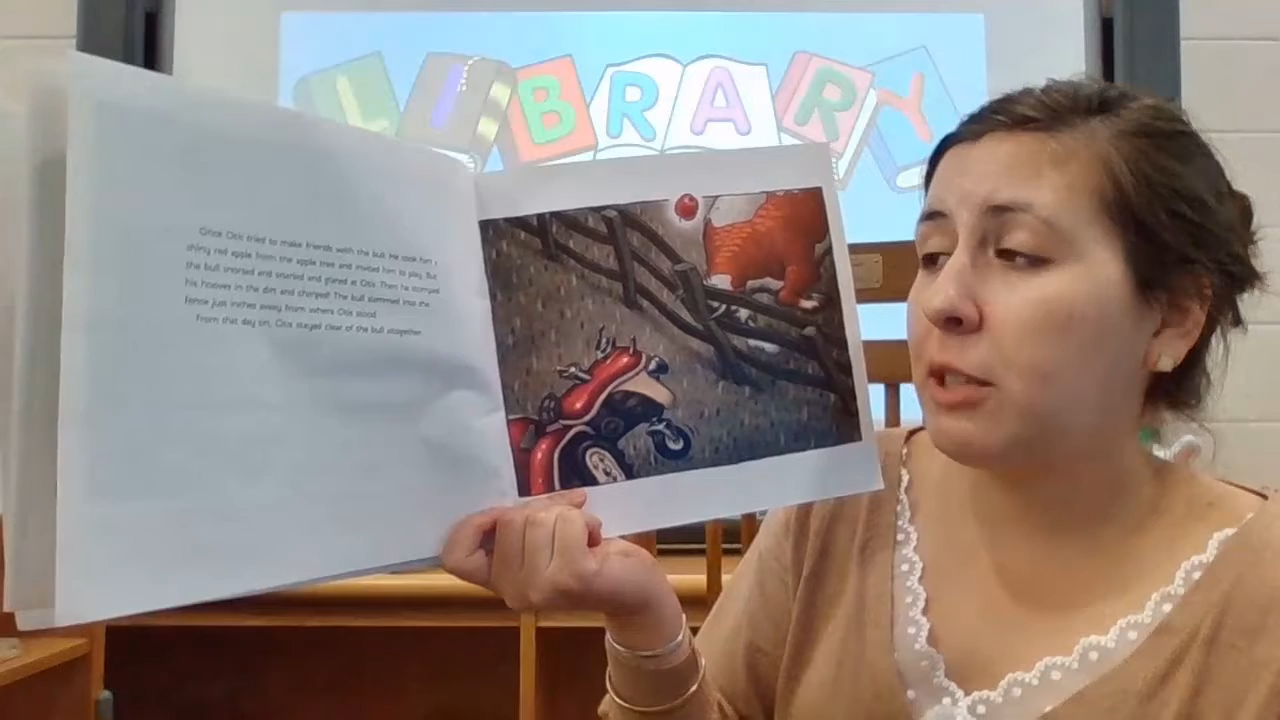 LIBRARY
Once Otis tried to make friends with the bull. He took him a
shiny red apple from the apple tree and invited him to play. But
the bull snorted and snarled and glared at Otis. Then he stomped
his hooves in the dirt and charged! The bull slammed into the
fence just inches away from where Otis stood.
From that day on, Otis stayed clear of the bull altogether.